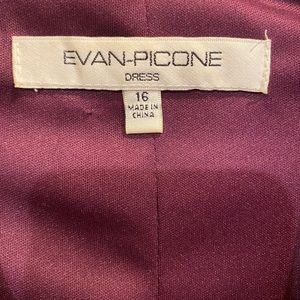 EVAN-PICONE
DRESS
16
MADE IN
CHINA